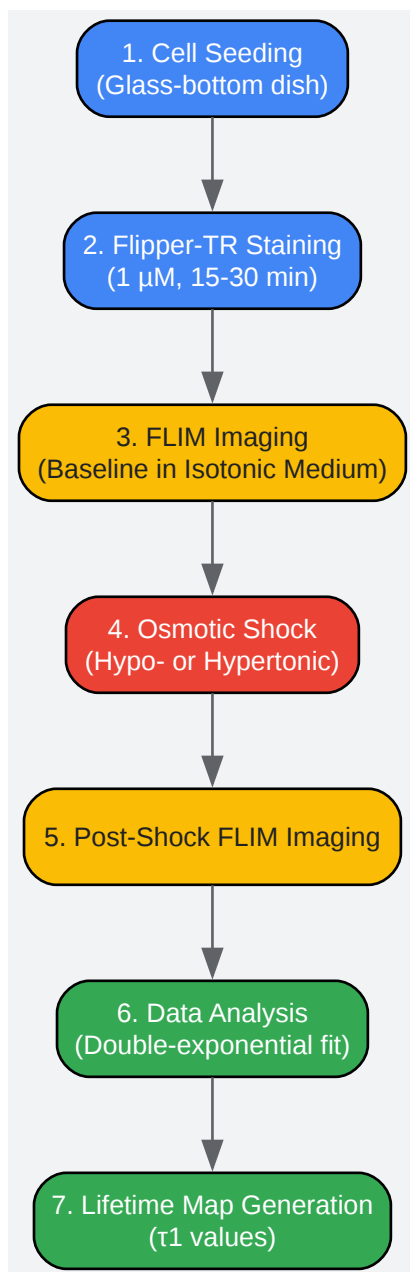 1. Cell Seeding
(Glass-bottom dish)
2. Flipper-TR Staining
(1 µM, 15-30 min)
3. FLIM Imaging
(Baseline in Isotonic Medium)
4. Osmotic Shock
(Hypo- or Hypertonic)
5. Post-Shock FLIM Imaging
6. Data Analysis
(Double-exponential fit)
7. Lifetime Map Generation
(τ1 values)